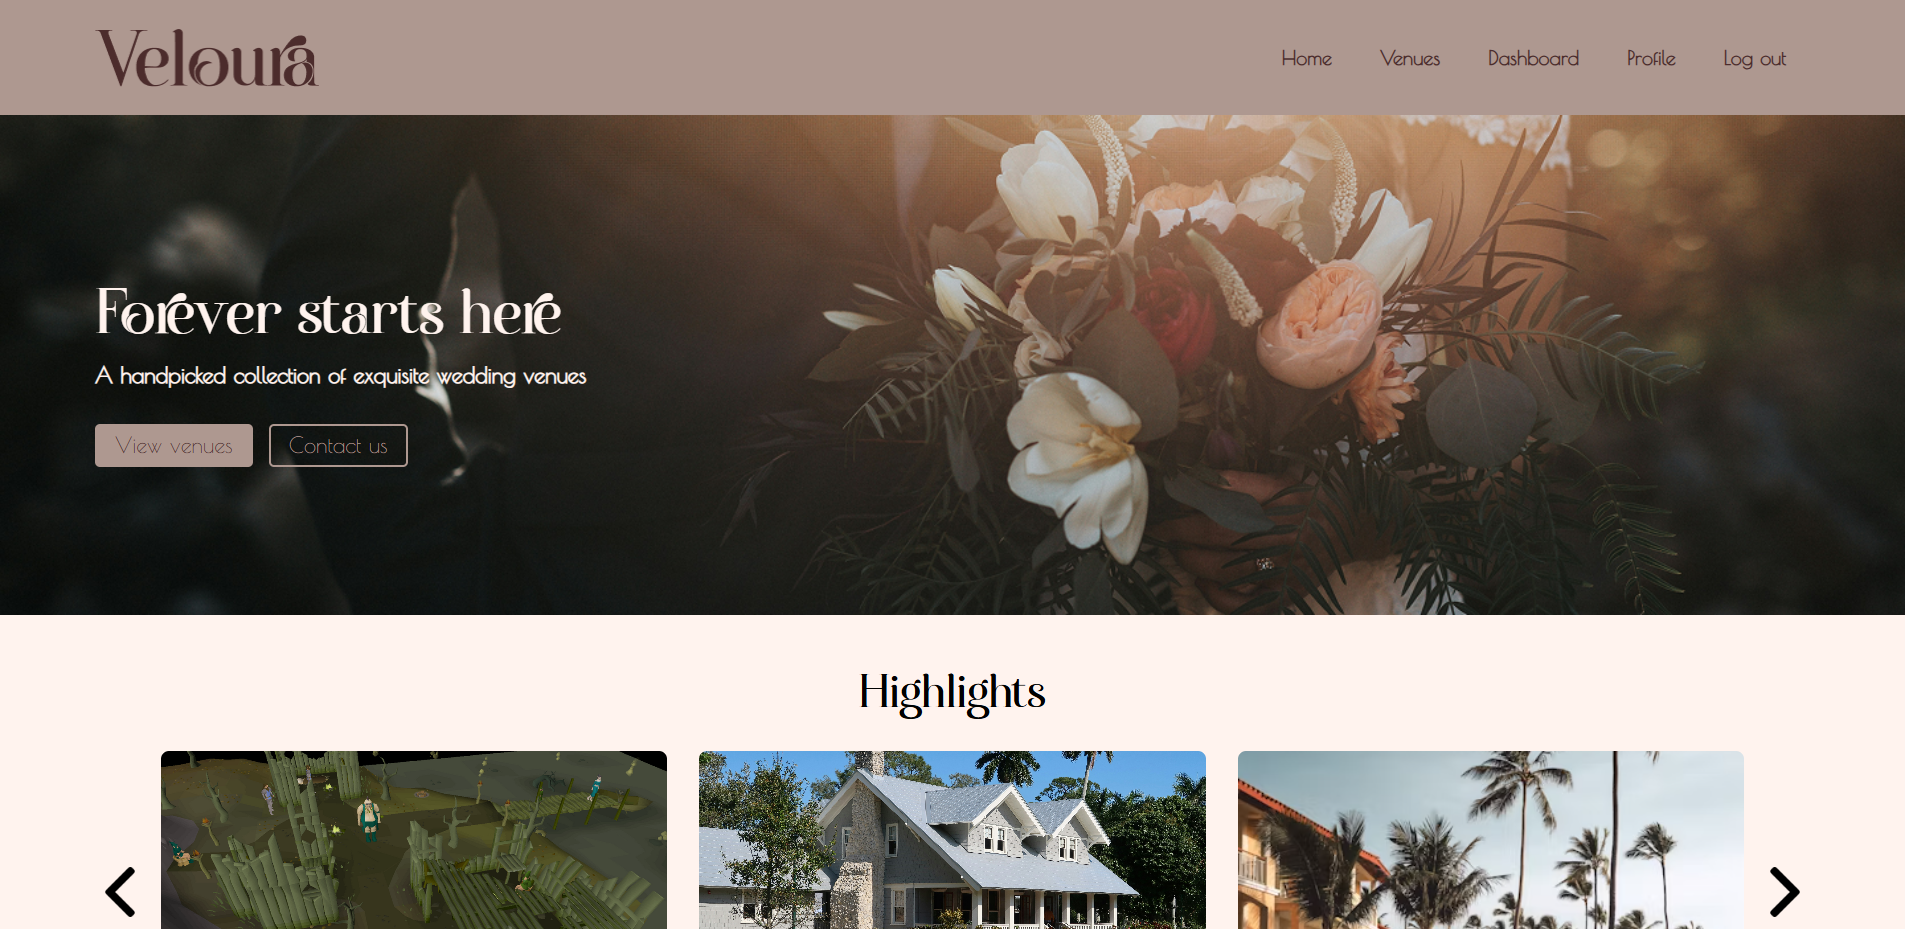 Veloura
Home Venues Dashboard Profile Log out
Forever starts here
A handpicked collection of exquisite wedding venues
View venues Contact us
Highlights